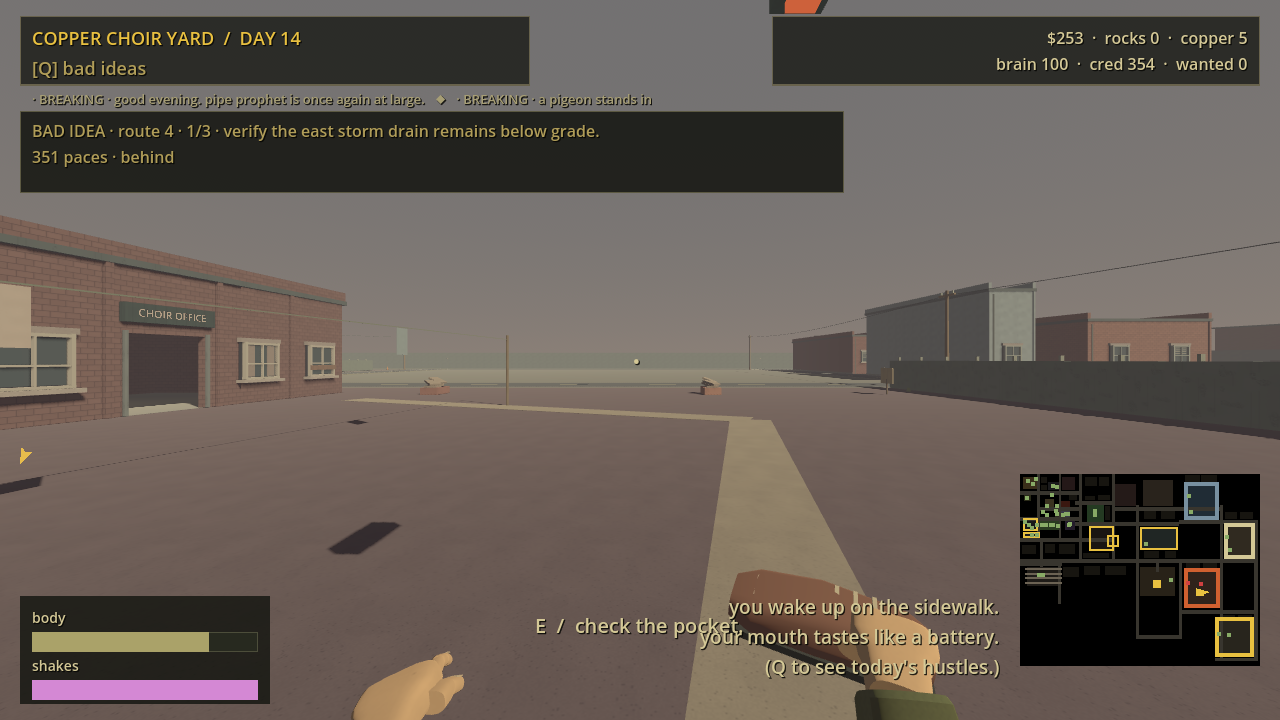 COPPER CHOIR YARD / DAY 14
[Q] bad ideas
$253 · rocks 0 · copper 5
brain 100 · cred 354 · wanted 0
· BREAKING · good evening. pipe prophet is once again at large. ◆ · BREAKING · a pigeon stands in
BAD IDEA · route 4 · 1/3 · verify the east storm drain remains below grade.
351 paces · behind
CHOIR OFFICE
E / check the pocket.
you wake up on the sidewalk.
your mouth tastes like a battery.
(Q to see today's hustles.)
body
shakes